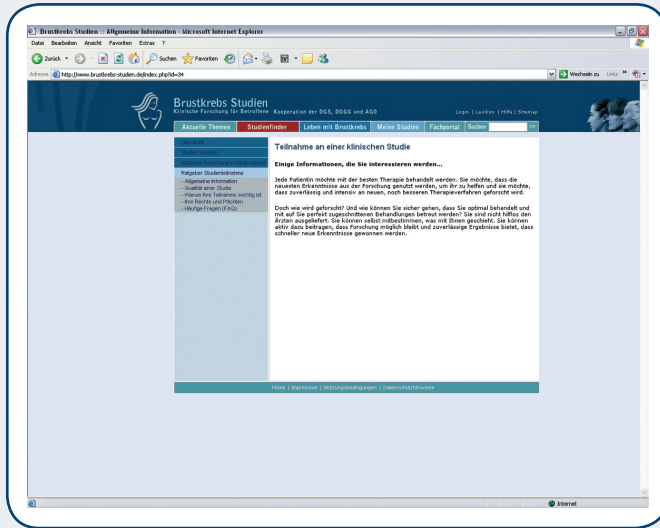 Brustkrebs Studien :: Allgemeine Information - Microsoft Internet Explorer
Datei Bearbeiten Ansicht Favoriten Extras ?
Zurück Suchen Favoriten
Adresse http://www.brustkrebs-studien.de/index.php?id=34 Wechseln zu Links »
Brustkrebs Studien
Klinische Forschung für Betroffene Kooperation der DGS, DGGG und AGO Login | Lexikon | Hilfe | Sitemap
Aktuelle Themen Studienfinder Leben mit Brustkrebs Meine Studien Fachportal Suchen
Übersicht
Studien suchen
Ratgeber Studienteilnahme
- Allgemeine Information
- Qualität einer Studie
- Warum Ihre Teilnahme wichtig ist
- Ihre Rechte und Pflichten
- Häufige Fragen (FAQ)
Teilnahme an einer klinischen Studie
Einige Informationen, die Sie interessieren werden...
Jede Patientin möchte mit der besten Therapie behandelt werden. Sie möchte, dass die
neuesten Erkenntnisse aus der Forschung genutzt werden, um ihr zu helfen und sie möchte,
dass zuverlässig und intensiv an neuen, noch besseren Therapieverfahren geforscht wird.
Doch wie wird geforscht? Und wie können Sie sicher gehen, dass Sie optimal behandelt und
mit auf Sie perfekt zugeschnittenen Behandlungen betreut werden? Sie sind nicht hilflos den
Ärzten ausgeliefert. Sie können selbst mitbestimmen, was mit Ihnen geschieht. Sie können
aktiv dazu beitragen, dass Forschung möglich bleibt und zuverlässige Ergebnisse bietet, dass
schneller neue Erkenntnisse gewonnen werden.
Home | Impressum | Nutzungsbedingungen | Datenschutzhinweise
Internet